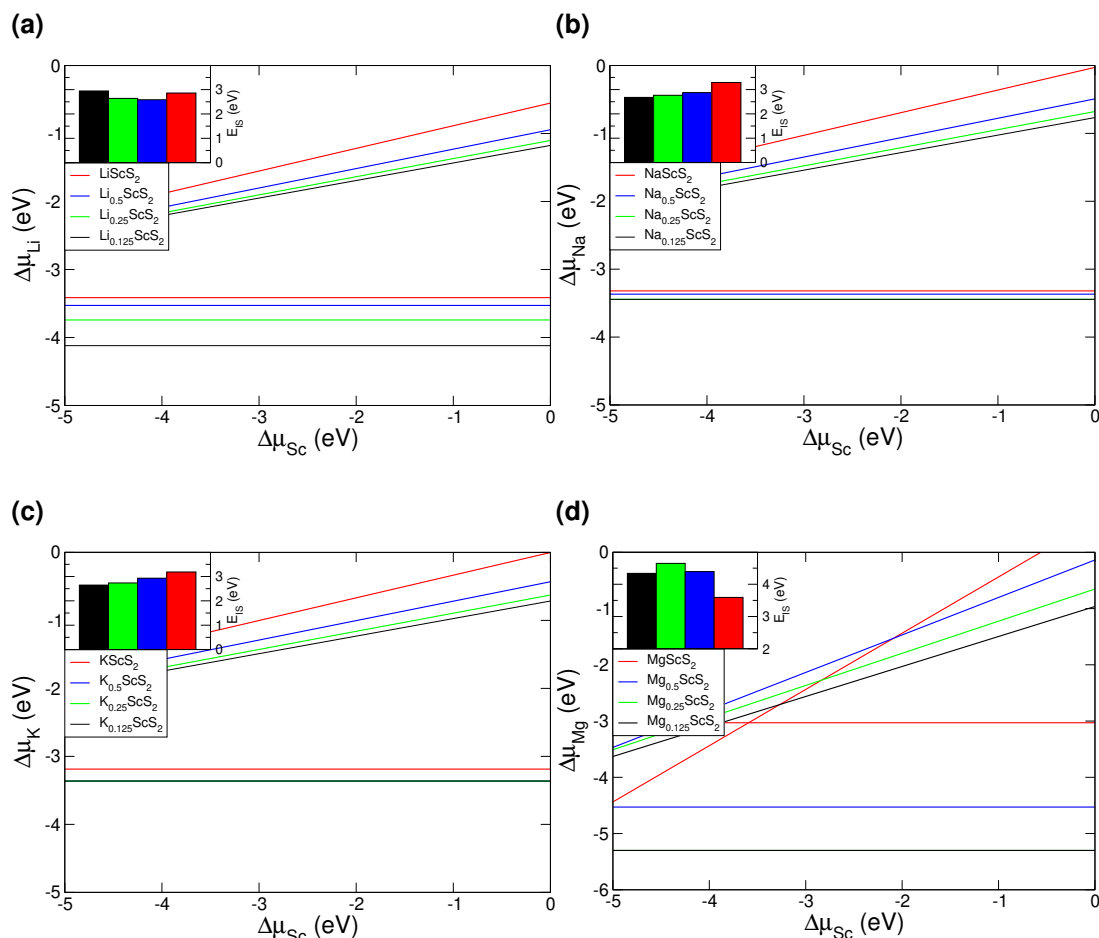 (a)
0
-1
-2
-3
-4
-5
Δμ_Li (eV)
-5 -4 -3 -2 -1 0
Δμ_Sc (eV)
3
2
1
0
E_IS (eV)
LiScS₂
Li₀.₅ScS₂
Li₀.₂₅ScS₂
Li₀.₁₂₅ScS₂
(b)
0
-1
-2
-3
-4
-5
Δμ_Na (eV)
-5 -4 -3 -2 -1 0
Δμ_Sc (eV)
3
2
1
0
E_IS (eV)
NaScS₂
Na₀.₅ScS₂
Na₀.₂₅ScS₂
Na₀.₁₂₅ScS₂
(c)
0
-1
-2
-3
-4
-5
Δμ_K (eV)
-5 -4 -3 -2 -1 0
Δμ_Sc (eV)
3
2
1
0
E_IS (eV)
KScS₂
K₀.₅ScS₂
K₀.₂₅ScS₂
K₀.₁₂₅ScS₂
(d)
0
-1
-2
-3
-4
-5
-6
Δμ_Mg (eV)
-5 -4 -3 -2 -1 0
Δμ_Sc (eV)
4
3
2
E_IS (eV)
MgScS₂
Mg₀.₅ScS₂
Mg₀.₂₅ScS₂
Mg₀.₁₂₅ScS₂